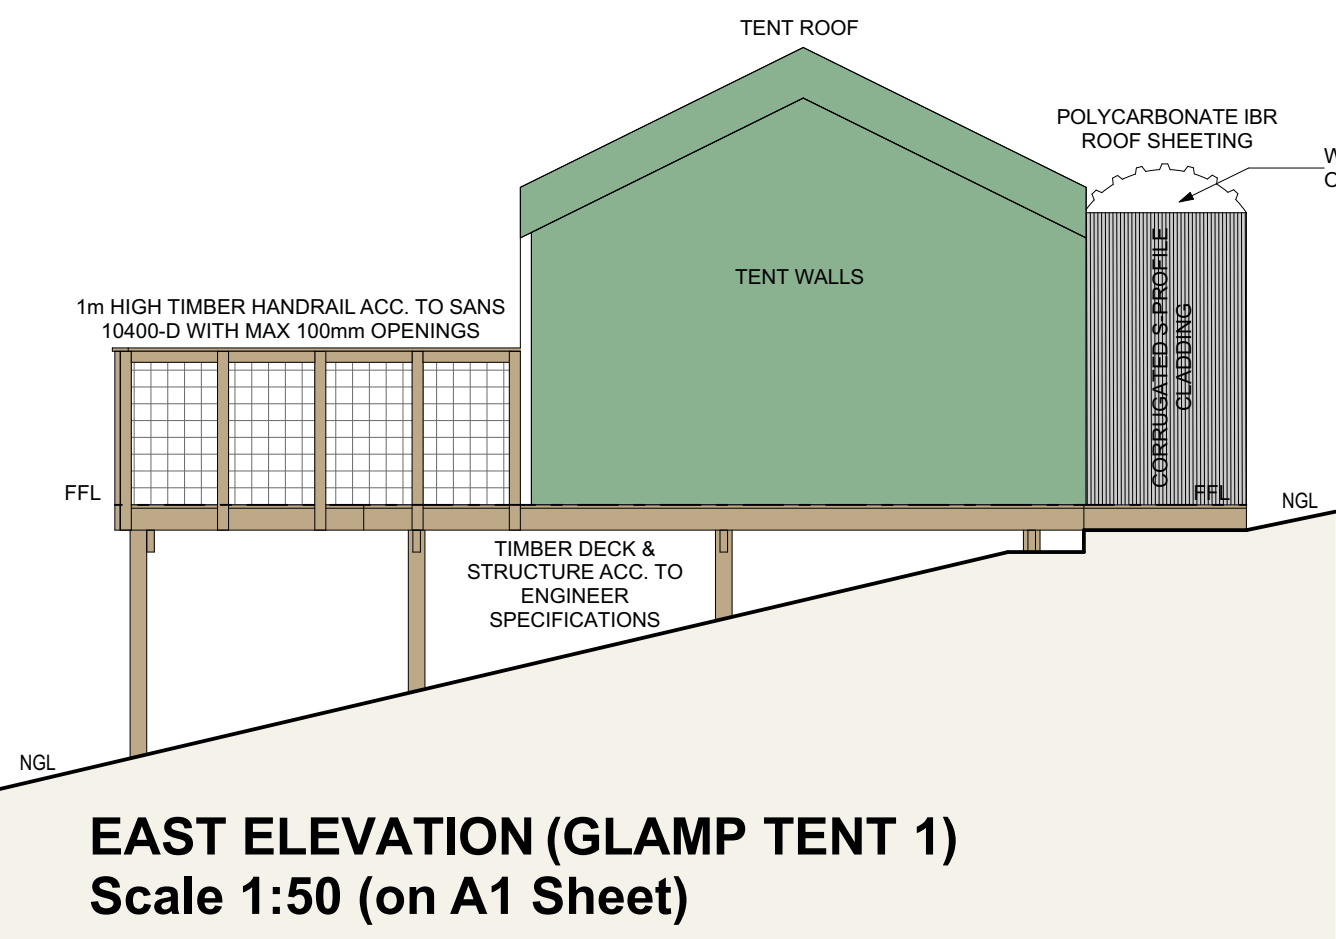 TENT ROOF
POLYCARBONATE IBR
ROOF SHEETING
W
C
CORRUGATED S PROFILE
CLADDING
TENT WALLS
1m HIGH TIMBER HANDRAIL ACC. TO SANS
10400-D WITH MAX 100mm OPENINGS
FFL
FFL
NGL
TIMBER DECK &
STRUCTURE ACC. TO
ENGINEER
SPECIFICATIONS
NGL
EAST ELEVATION (GLAMP TENT 1)
Scale 1:50 (on A1 Sheet)